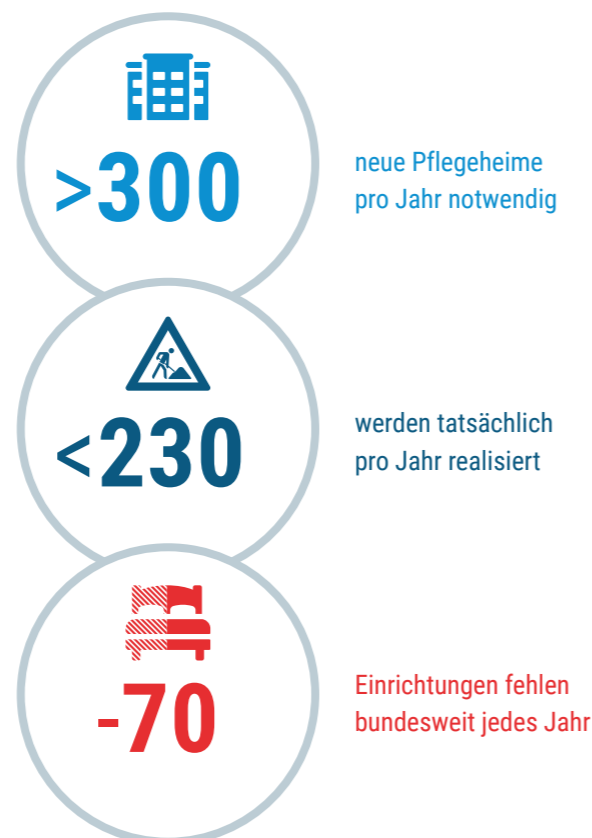 >300
neue Pflegeheime
pro Jahr notwendig
<230
werden tatsächlich
pro Jahr realisiert
-70
Einrichtungen fehlen
bundesweit jedes Jahr